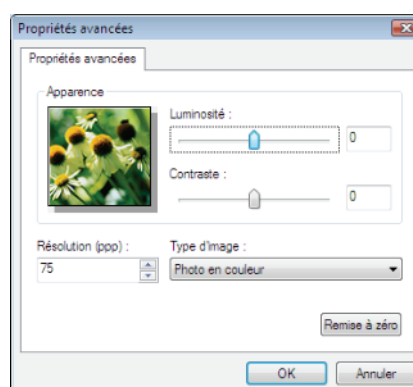 Propriétés avancées
Propriétés avancées
Apparence
Luminosité :
0
Contraste :
0
Résolution (ppp) :
Type d'image :
75
Photo en couleur
Remise à zéro
OK
Annuler